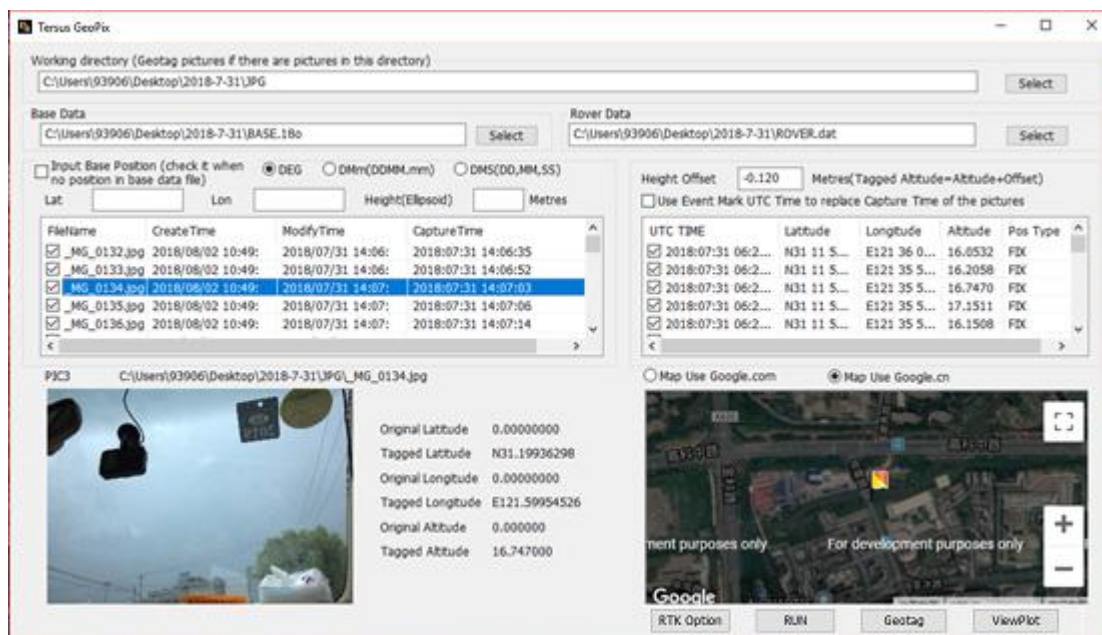 Tersus GeoPix
Working directory (Geotag pictures if there are pictures in this directory)
C:\Users\93906\Desktop\2018-7-31\JPG
Select
Base Data
C:\Users\93906\Desktop\2018-7-31\BASE.18o
Select
Rover Data
C:\Users\93906\Desktop\2018-7-31\ROVER.dat
Select
Input Base Position (check it when
no position in base data file)
DEG
DMm(DDMM.mm)
DMS(DD,MM,SS)
Lat
Lon
Height(Ellipsoid)
Metres
Height Offset
-0.120
Metres(Tagged Altitude=Altitude+Offset)
Use Event Mark UTC Time to replace Capture Time of the pictures
FileName CreateTime ModifyTime CaptureTime
_MG_0132.jpg 2018/08/02 10:49: 2018/07/31 14:06: 2018:07:31 14:06:35
_MG_0133.jpg 2018/08/02 10:49: 2018/07/31 14:06: 2018:07:31 14:06:52
_MG_0134.jpg 2018/08/02 10:49: 2018/07/31 14:07: 2018:07:31 14:07:03
_MG_0135.jpg 2018/08/02 10:49: 2018/07/31 14:07: 2018:07:31 14:07:06
_MG_0136.jpg 2018/08/02 10:49: 2018/07/31 14:07: 2018:07:31 14:07:14
UTC TIME Latitude Longitude Altitude Pos Type
2018:07:31 06:2... N31 11 5... E121 36 0... 16.0532 FIX
2018:07:31 06:2... N31 11 5... E121 35 5... 16.2058 FIX
2018:07:31 06:2... N31 11 5... E121 35 5... 16.7470 FIX
2018:07:31 06:2... N31 11 5... E121 35 5... 17.1511 FIX
2018:07:31 06:2... N31 11 5... E121 35 5... 16.1508 FIX
PIC3 C:\Users\93906\Desktop\2018-7-31\JPG\_MG_0134.jpg
Original Latitude 0.00000000
Tagged Latitude N31.19936298
Original Longitude 0.00000000
Tagged Longitude E121.59954526
Original Altitude 0.000000
Tagged Altitude 16.747000
Map Use Google.com
Map Use Google.cn
ment purposes only
For development purposes only
Google
RTK Option
RUN
Geotag
ViewPlot